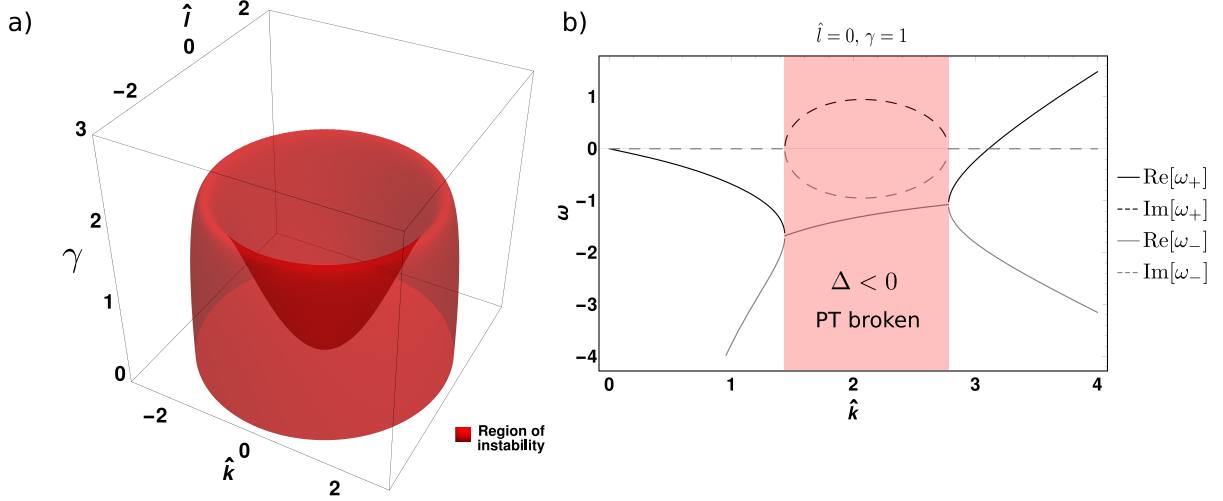 a)
l̂
2
0
−2
3
2
γ
1
0
−2
0
k̂
2
Region of
instability
b)
l̂ = 0, γ = 1
1
0
−1
ω
−2
−3
−4
Δ < 0
PT broken
0 1 2 3 4
k̂
Re[ω₊]
Im[ω₊]
Re[ω₋]
Im[ω₋]